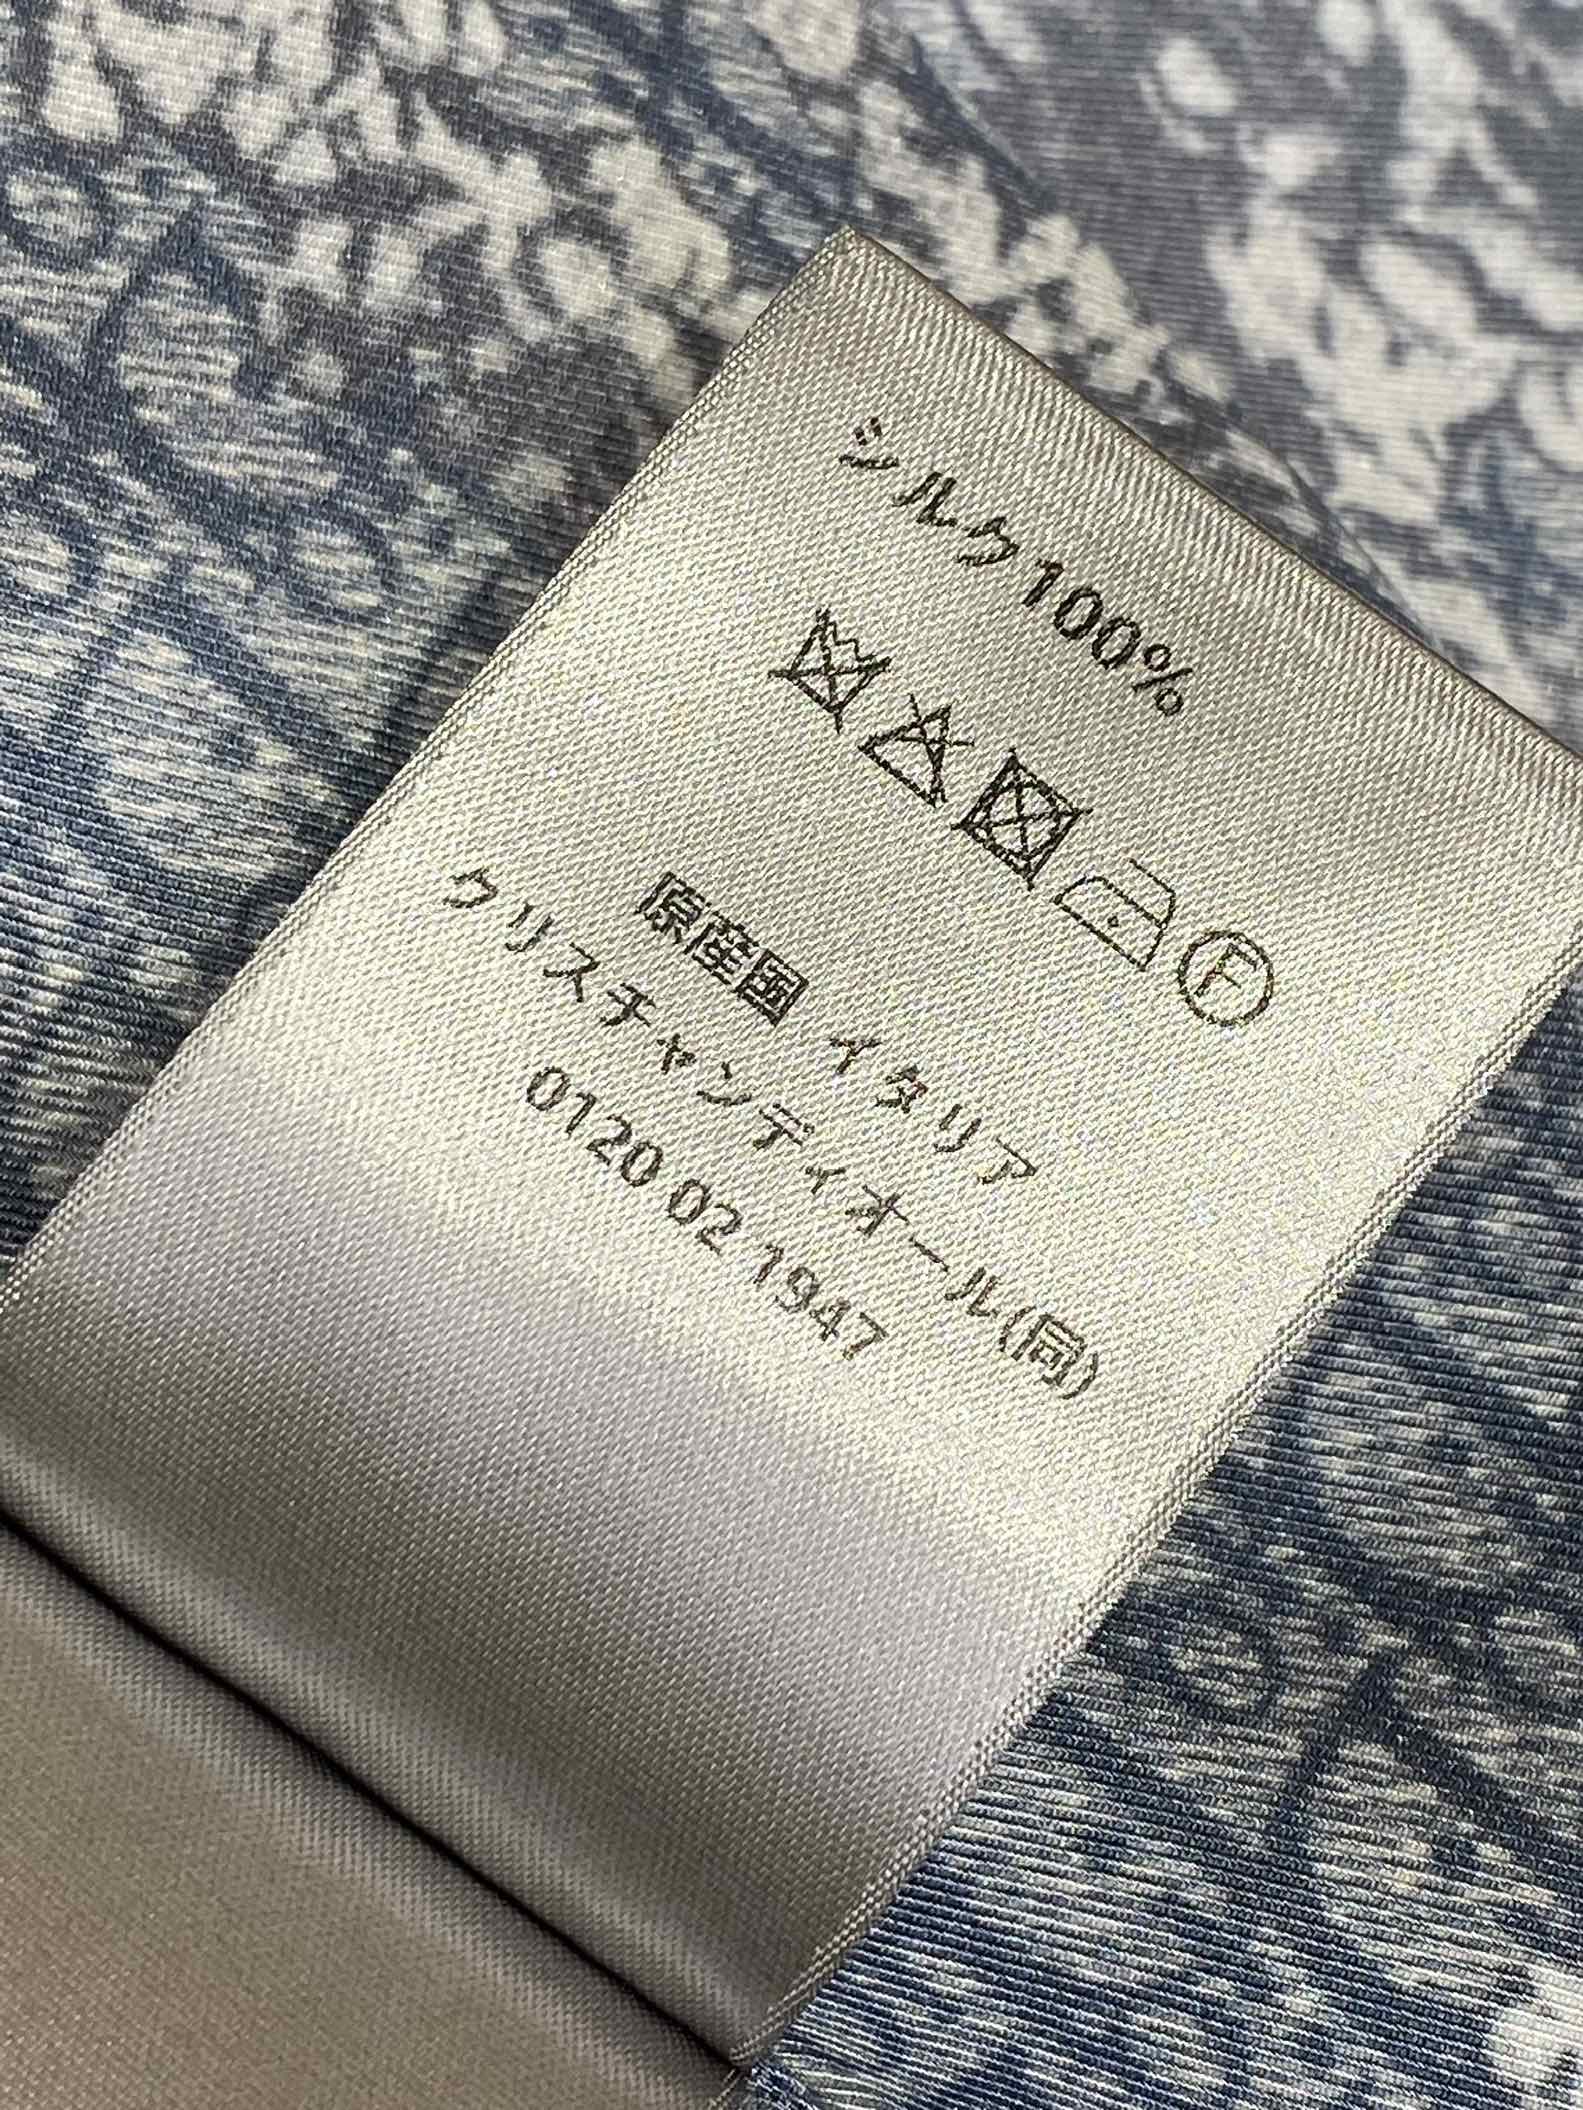 シルク100%
F
原産国 イタリア
クリスチャンディオール(同)
0120 02 1947